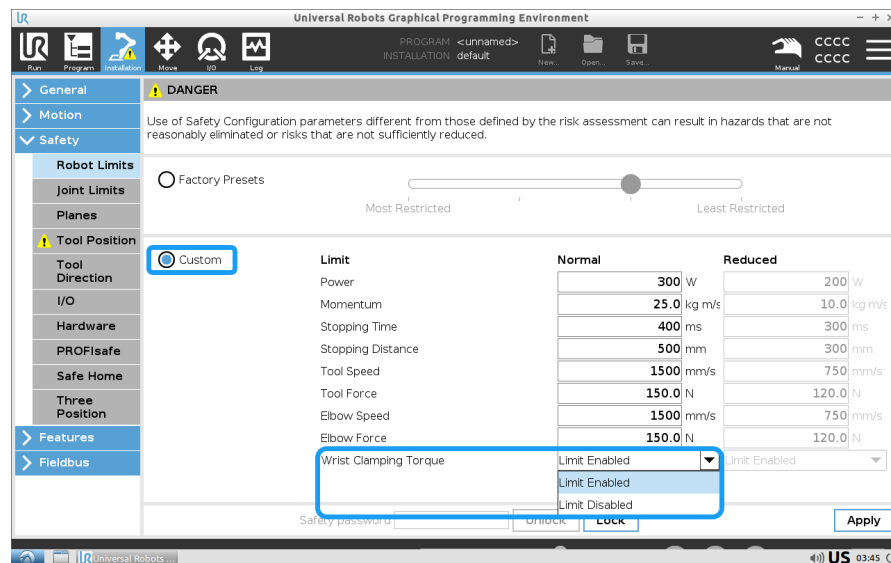 UR
Universal Robots Graphical Programming Environment
UR
Run
Program
Installation
Move
I/O
Log
PROGRAM <unnamed>
INSTALLATION default
New...
Open...
Save...
Manual
CCCC
CCCC
General
Motion
Safety
Robot Limits
Joint Limits
Planes
Tool Position
Tool
Direction
I/O
Hardware
PROFIsafe
Safe Home
Three
Position
Features
Fieldbus
DANGER
Use of Safety Configuration parameters different from those defined by the risk assessment can result in hazards that are not
reasonably eliminated or risks that are not sufficiently reduced.
Factory Presets
Most Restricted Least Restricted
Custom
Limit Normal Reduced
Power 300 W 200 W
Momentum 25.0 kg m/s 10.0 kg m/s
Stopping Time 400 ms 300 ms
Stopping Distance 500 mm 300 mm
Tool Speed 1500 mm/s 750 mm/s
Tool Force 150.0 N 120.0 N
Elbow Speed 1500 mm/s 750 mm/s
Elbow Force 150.0 N 120.0 N
Wrist Clamping Torque Limit Enabled Limit Enabled
Limit Enabled
Limit Disabled
Safety password Unlock Lock Apply
Universal Robots ...
US 03:45